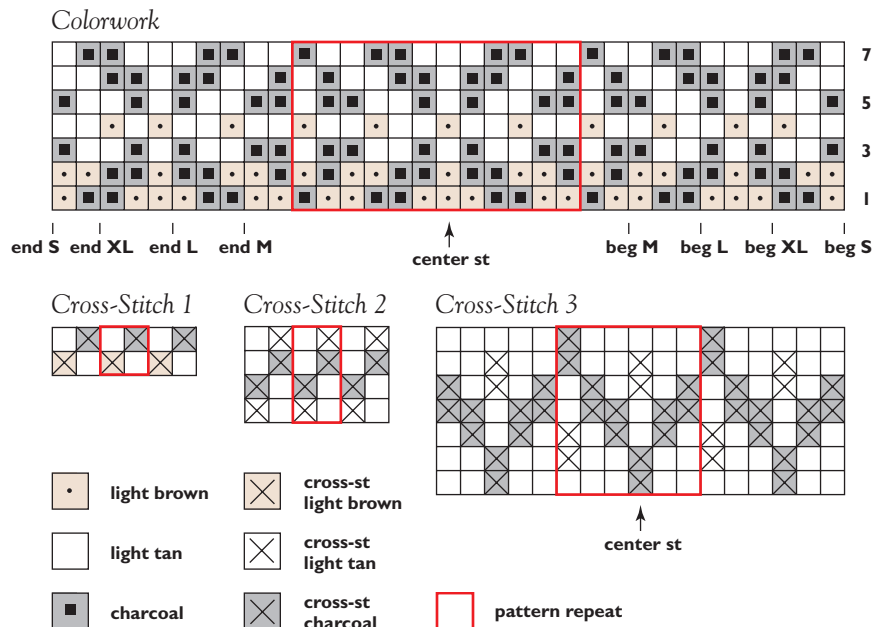 Colorwork
7
5
3
1
end S end XL end L end M
center st
beg M beg L beg XL beg S
Cross-Stitch 1
Cross-Stitch 2
Cross-Stitch 3
center st
light brown
cross-st
light brown
light tan
cross-st
light tan
charcoal
cross-st
charcoal
pattern repeat